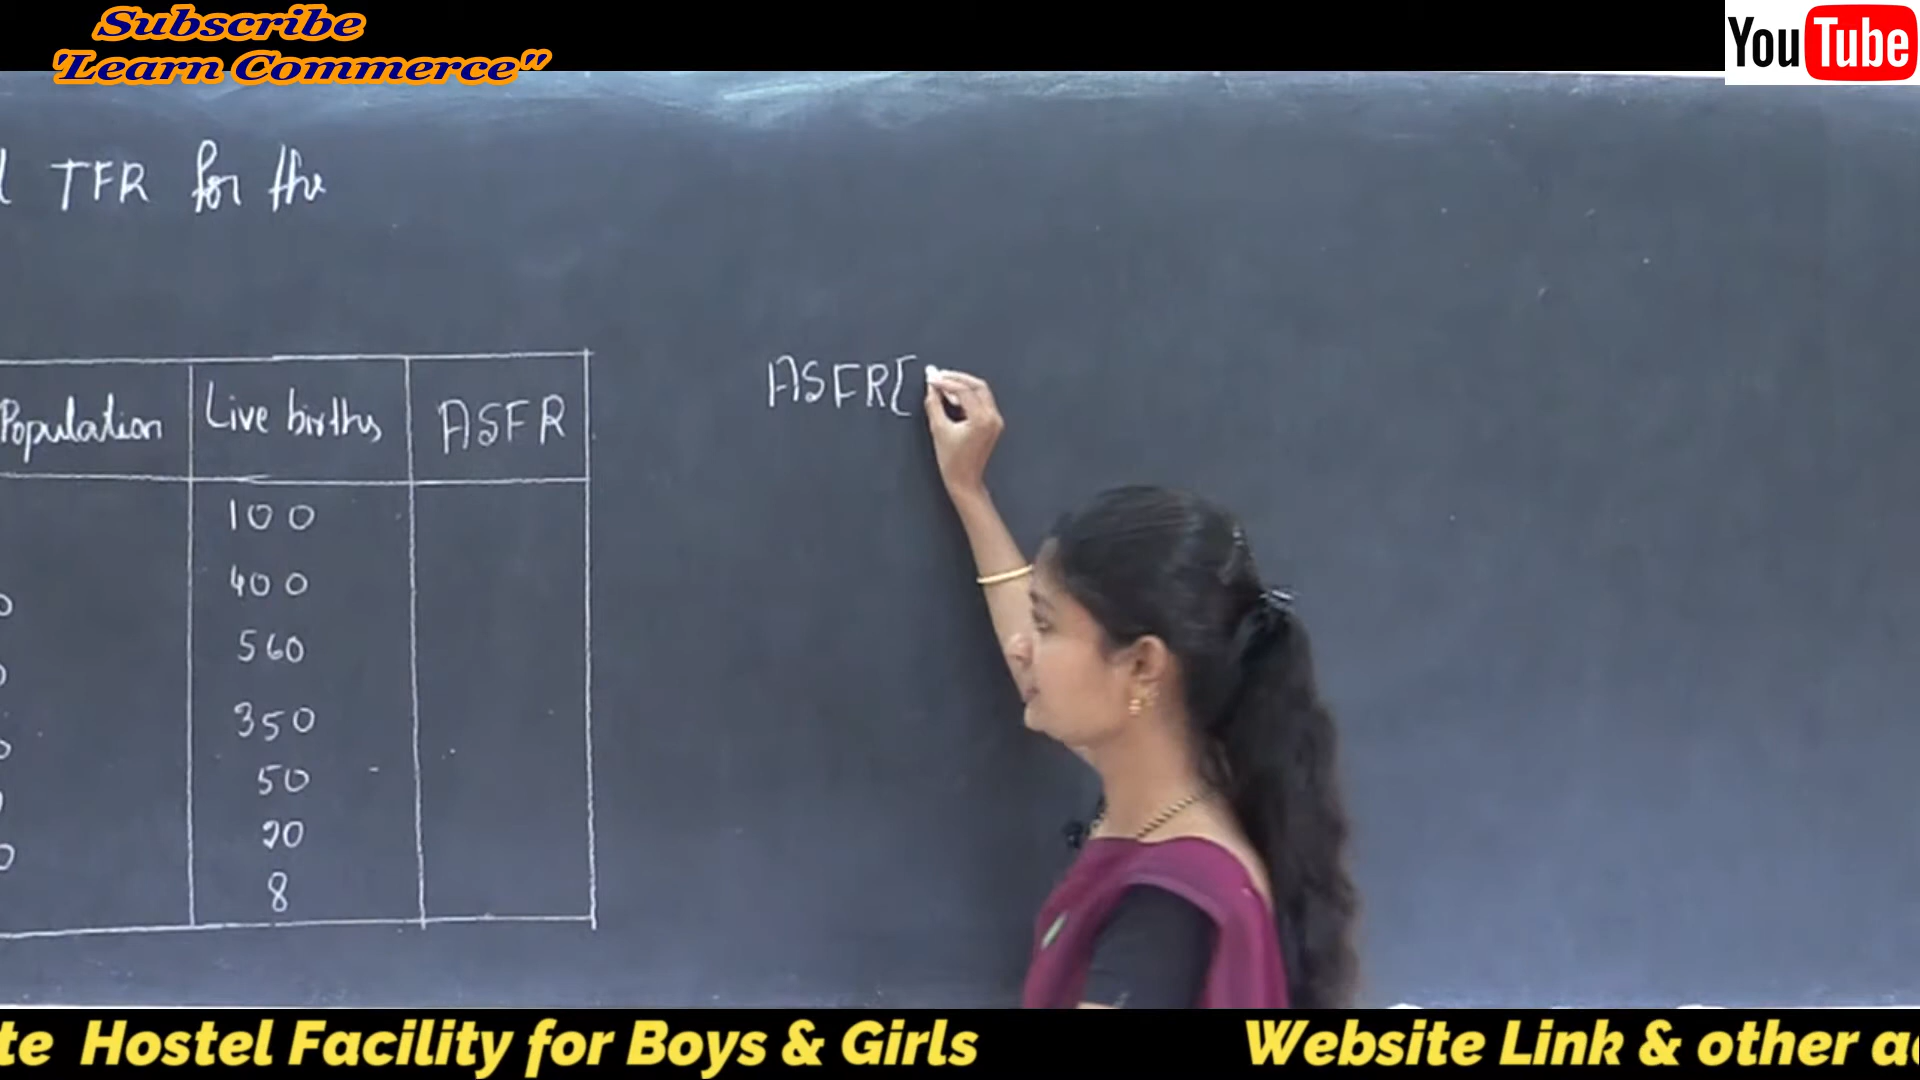 Subscribe
"Learn Commerce"
YouTube
TFR for the
Population Live births ASFR
100
400
560
350
50
20
8
ASFR[
Hostel Facility for Boys & Girls Website Link & other